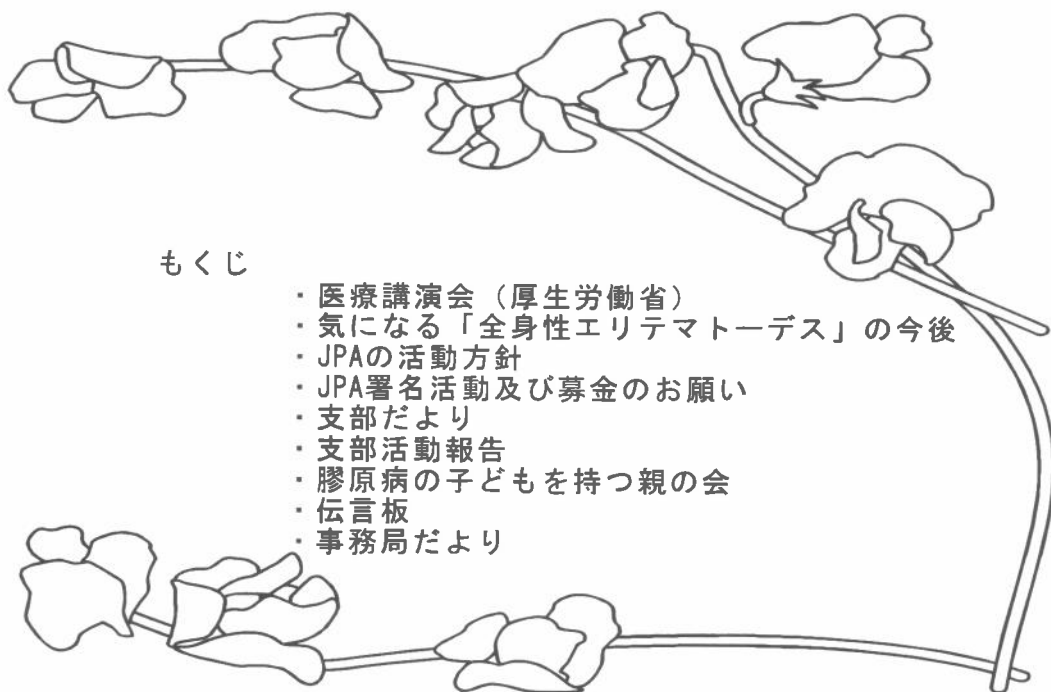 もくじ
・医療講演会（厚生労働省）
・気になる「全身性エリテマトーデス」の今後
・JPAの活動方針
・JPA署名活動及び募金のお願い
・支部だより
・支部活動報告
・膠原病の子どもを持つ親の会
・伝言板
・事務局だより